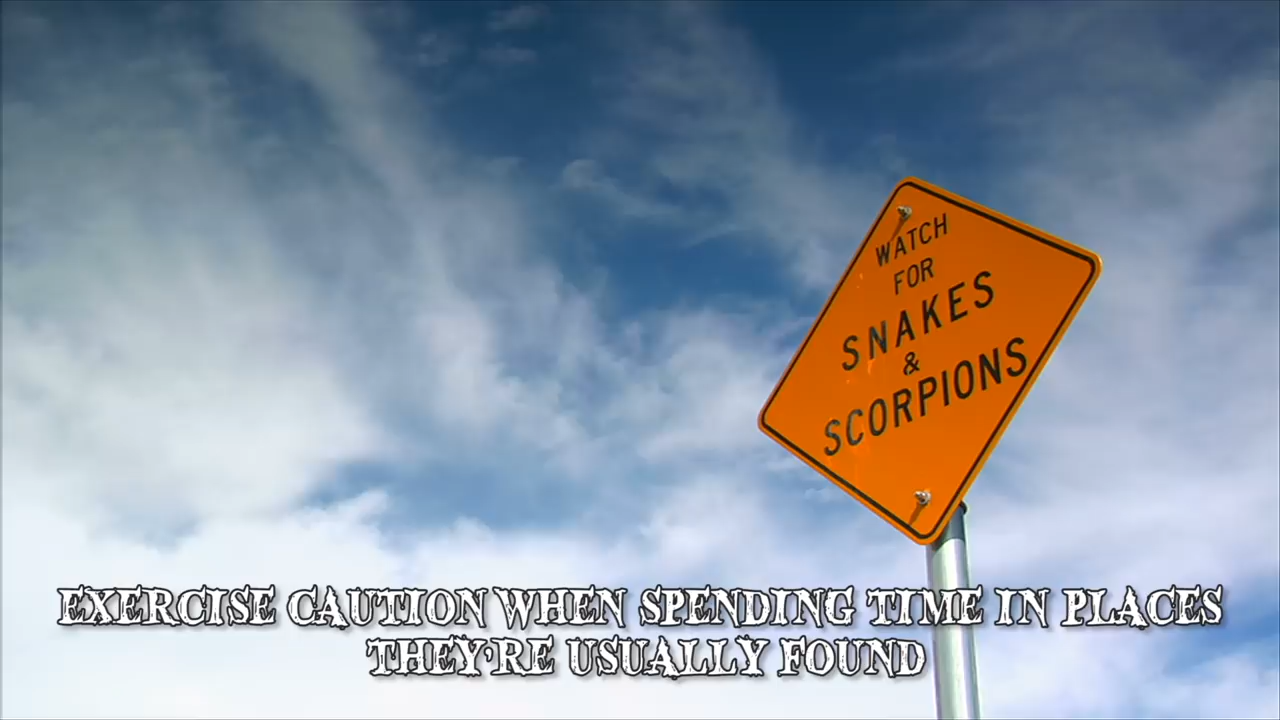 WATCH
FOR
SNAKES
&
SCORPIONS
EXERCISE CAUTION WHEN SPENDING TIME IN PLACES
THEY'RE USUALLY FOUND